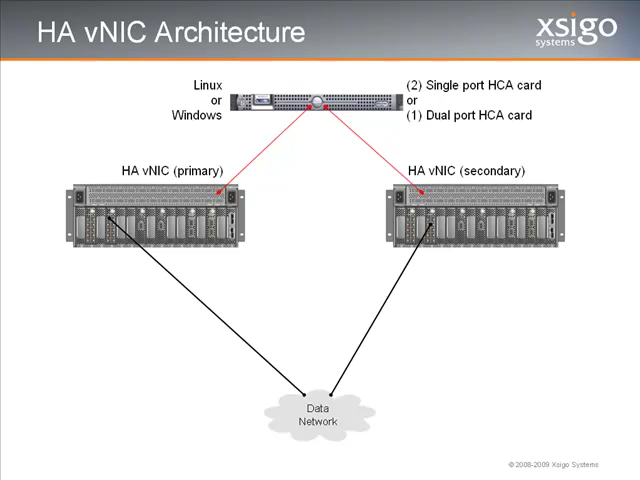 HA vNIC Architecture
xsigo
systems
Linux
or
Windows
(2) Single port HCA card
or
(1) Dual port HCA card
HA vNIC (primary)
HA vNIC (secondary)
Data
Network
© 2008-2009 Xsigo Systems